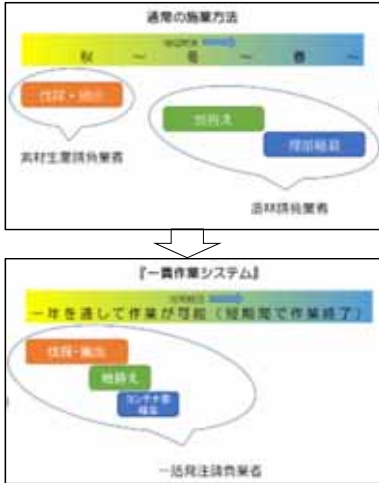 通常の施業方法
秋 ～ 冬 ～ 春 ～
伐採・搬出
地拵え
素材生産請負業者
造林請負業者
『一貫作業システム』
一年を通して作業が可能（短期間で作業終了）
伐採・搬出
地拵え
コンテナ苗
植栽
一括発注請負業者